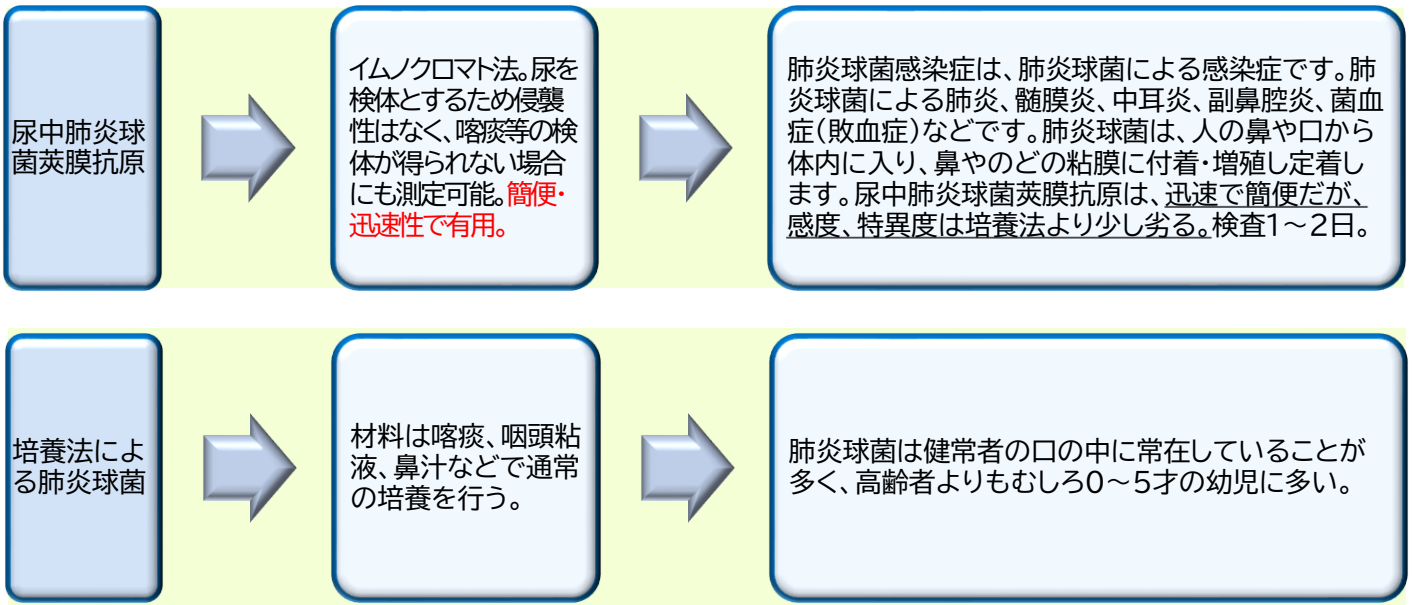 尿中肺炎球
菌莢膜抗原
イムノクロマト法。尿を
検体とするため侵襲
性はなく、喀痰等の検
体が得られない場合
にも測定可能。簡便・
迅速性で有用。
肺炎球菌感染症は、肺炎球菌による感染症です。肺
炎球菌による肺炎、髄膜炎、中耳炎、副鼻腔炎、菌血
症(敗血症)などです。肺炎球菌は、人の鼻や口から
体内に入り、鼻やのどの粘膜に付着・増殖し定着し
ます。尿中肺炎球菌莢膜抗原は、迅速で簡便だが、
感度、特異度は培養法より少し劣る。検査1～2日。
培養法によ
る肺炎球菌
材料は喀痰、咽頭粘
液、鼻汁などで通常
の培養を行う。
肺炎球菌は健常者の口の中に常在していることが
多く、高齢者よりもむしろ0～5才の幼児に多い。